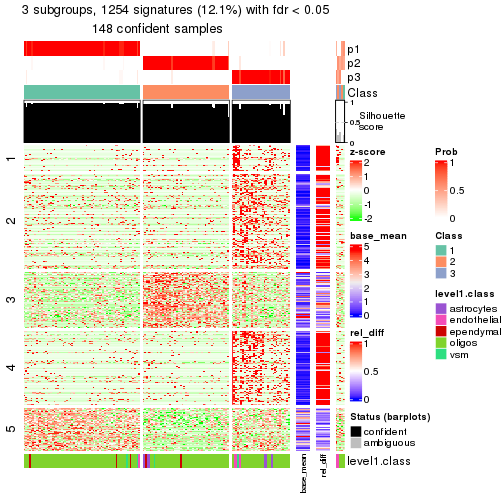 3 subgroups, 1254 signatures (12.1%) with fdr < 0.05
148 confident samples
p1
p2
p3
Class
1
0.5
0
Silhouette
score
1
2
3
4
5
z-score
2
1
0
-1
-2
base_mean
5
4
3
2
1
0
rel_diff
1
0.5
0
Status (barplots)
confident
ambiguous
Prob
1
0.5
0
Class
1
2
3
level1.class
astrocytes
endothelial
ependymal
oligos
vsm
level1.class
base_mean
rel_diff